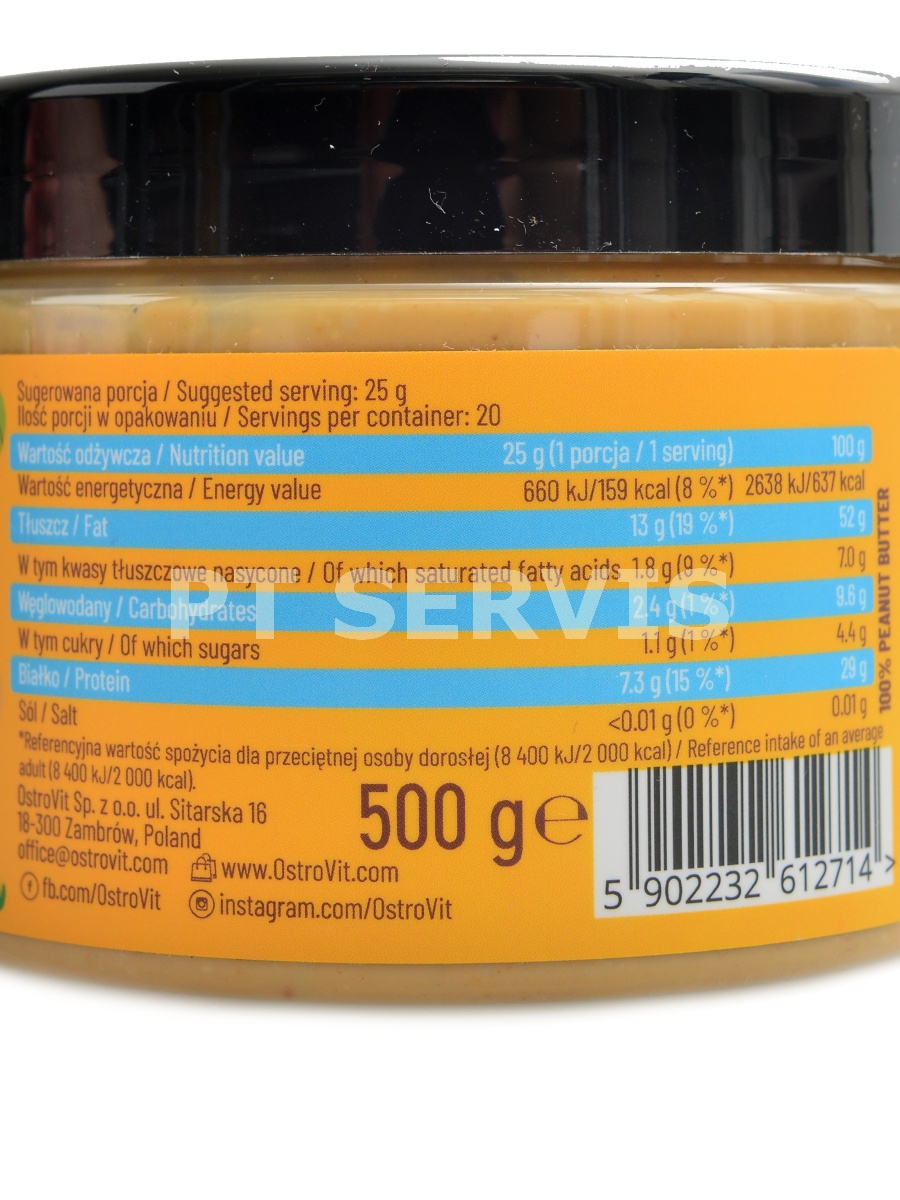 Sugerowana porcja / Suggested serving: 25 g
Ilość porcji w opakowaniu / Servings per container: 20
Wartość odżywcza / Nutrition value 25 g (1 porcja / 1 serving) 100 g
Wartość energetyczna / Energy value 660 kJ/159 kcal (8 %*) 2638 kJ/637 kcal
Tłuszcz / Fat 13 g (19 %*) 52 g
W tym kwasy tłuszczowe nasycone / Of which saturated fatty acids 1.8 g (9 %*) 7.0 g
Węglowodany / Carbohydrates 2.4 g (1 %*) 9.6 g
W tym cukry / Of which sugars 1.1 g (1 %*) 4.4 g
Białko / Protein 7.3 g (15 %*) 29 g
Sól / Salt <0.01 g (0 %*) 0.01 g
*Referencyjna wartość spożycia dla przeciętnej osoby dorosłej (8 400 kJ/2 000 kcal) / Reference intake of an average
adult (8 400 kJ/2 000 kcal).
100% PEANUT BUTTER
PT SERVIS
OstroVit Sp. z o.o. ul. Sitarska 16
18-300 Zambrów, Poland
office@ostrovit.com
www.OstroVit.com
fb.com/OstroVit
instagram.com/OstroVit
500 g e
5 902232 612714 >